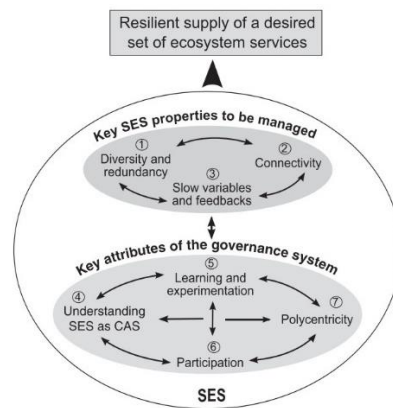 Resilient supply of a desired
set of ecosystem services
Key SES properties to be managed
①
Diversity and
redundancy
②
Connectivity
③
Slow variables
and feedbacks
Key attributes of the governance system
④
Understanding
SES as CAS
⑤
Learning and
experimentation
⑦
Polycentricity
⑥
Participation
SES